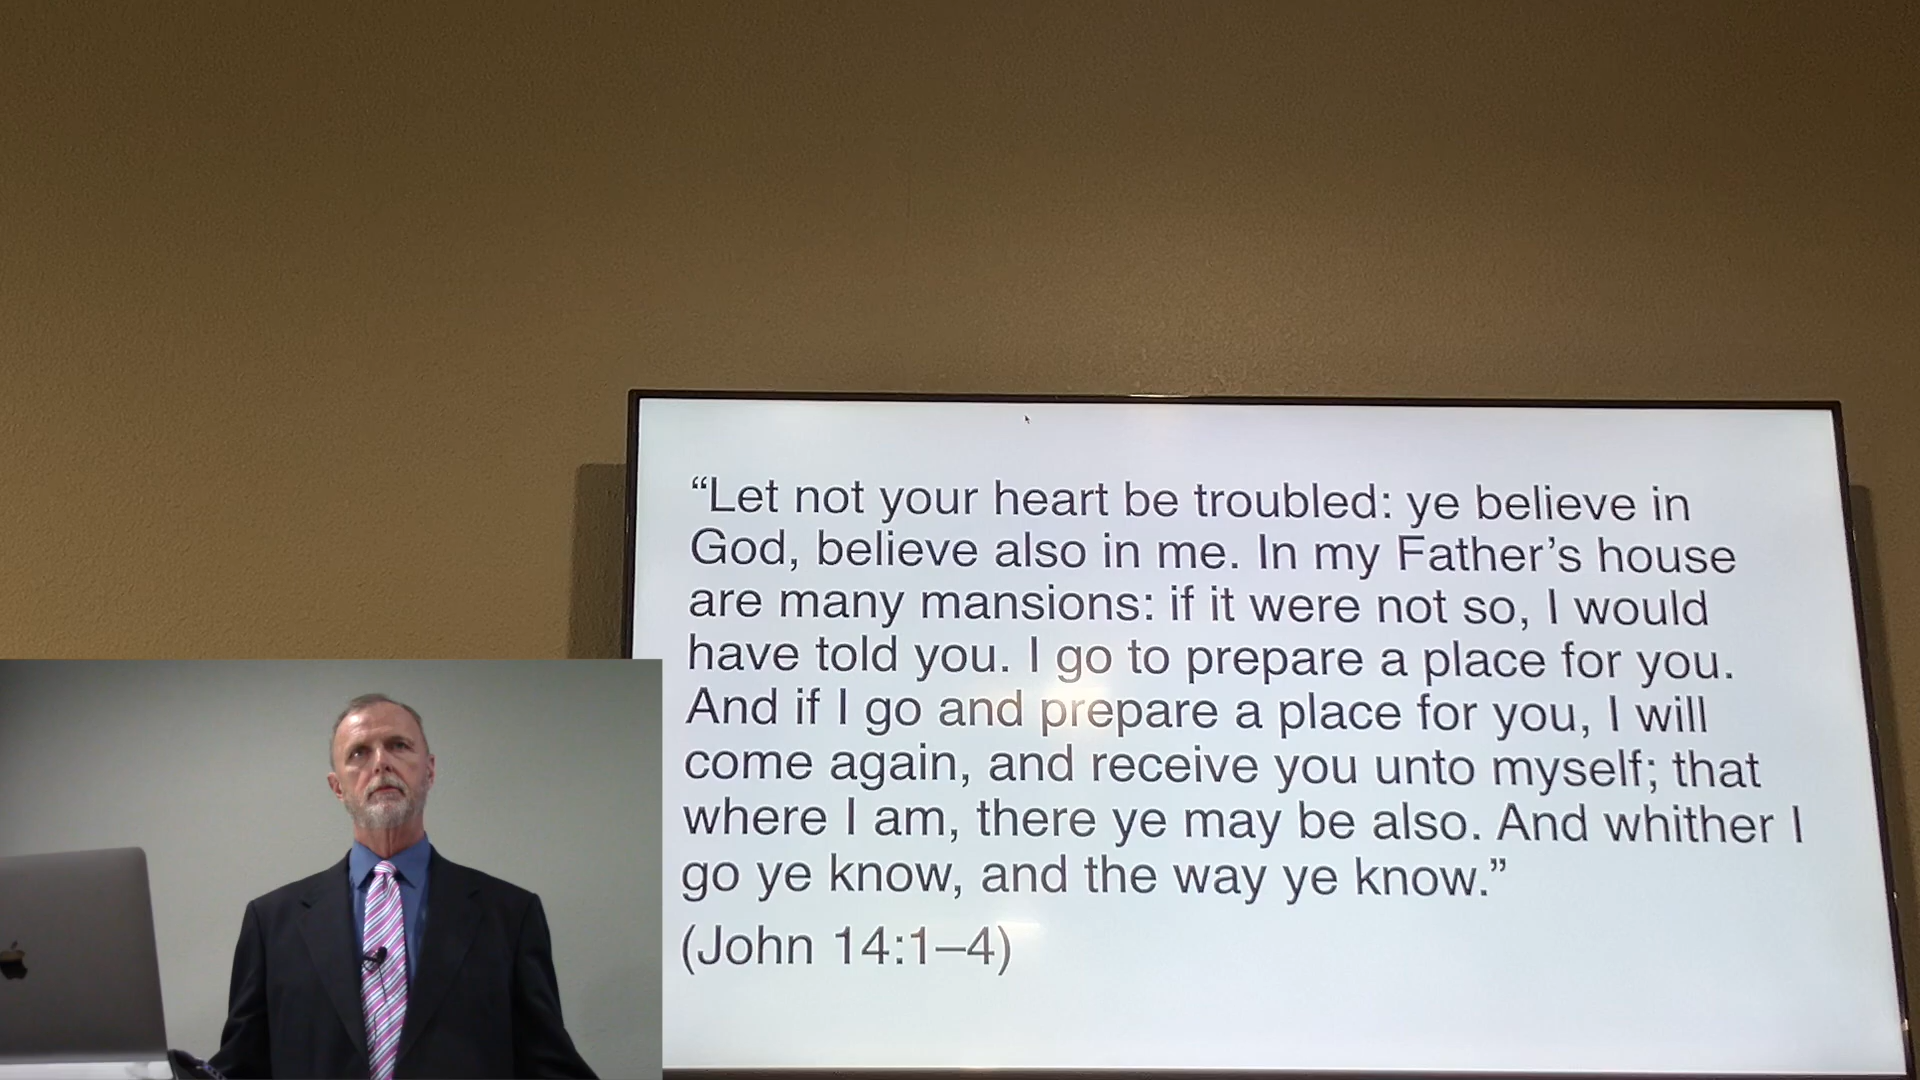 “Let not your heart be troubled: ye believe in
God, believe also in me. In my Father’s house
are many mansions: if it were not so, I would
have told you. I go to prepare a place for you.
And if I go and prepare a place for you, I will
come again, and receive you unto myself; that
where I am, there ye may be also. And whither I
go ye know, and the way ye know.”
(John 14:1–4)